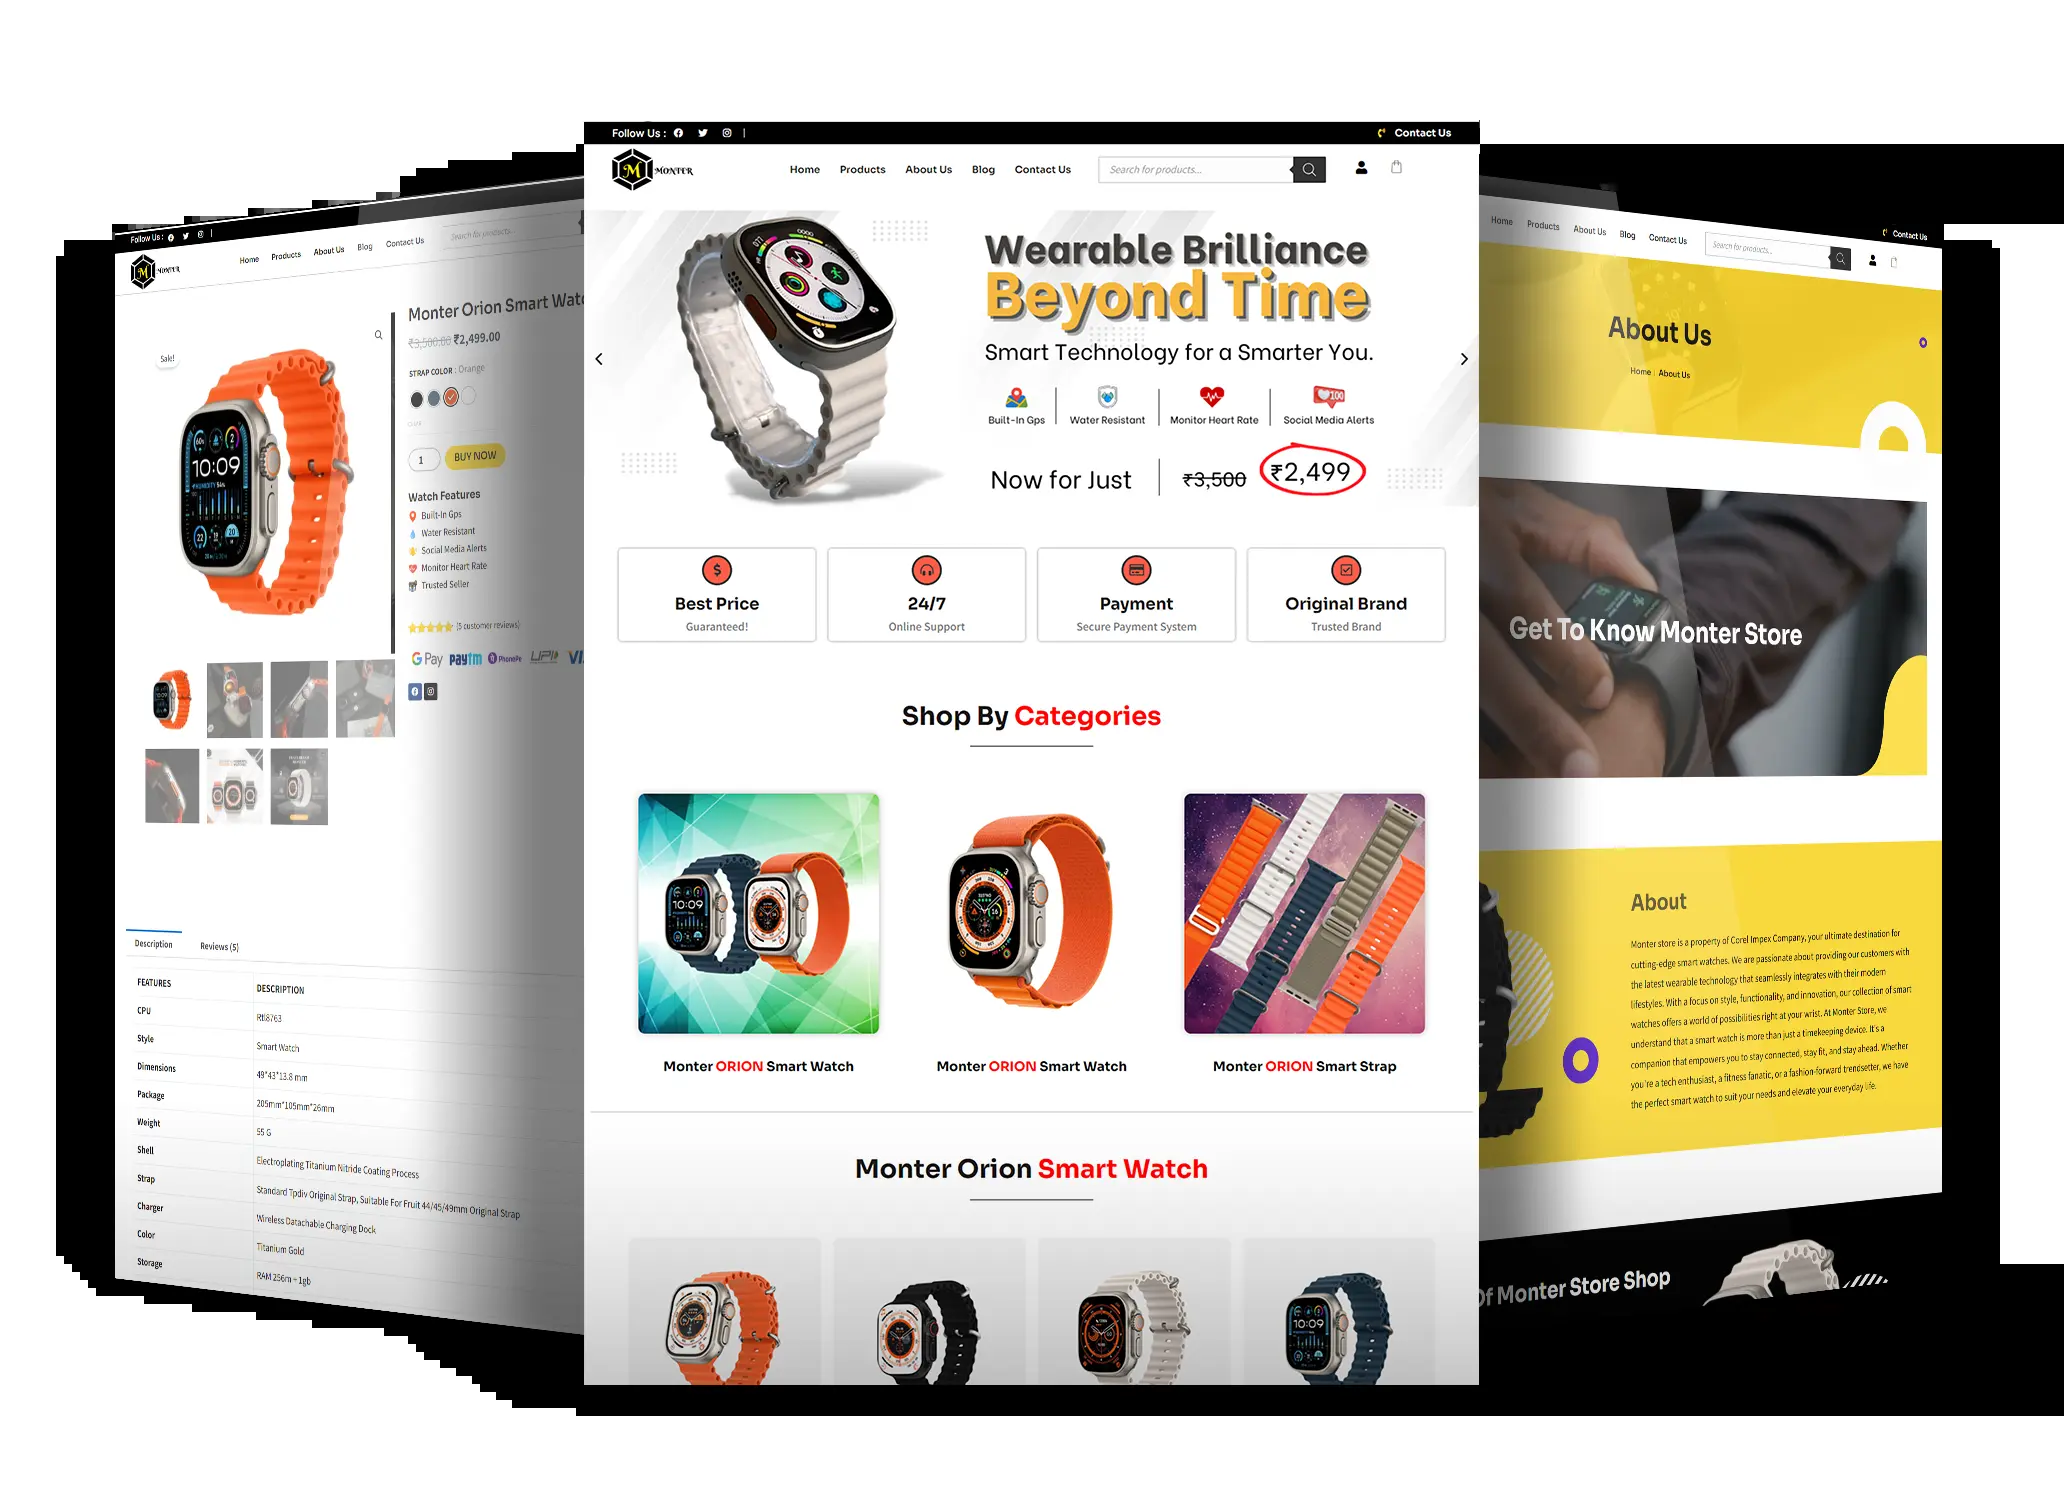 Follow Us :
MONTER
Home
Products
About Us
Blog
Contact Us
Search for products...
Monter Orion Smart Watc
Sale!
₹3,500.00 ₹2,499.00
STRAP COLOR : Orange
1
BUY NOW
Watch Features
Built-In Gps
Water Resistant
Social Media Alerts
Monitor Heart Rate
Trusted Seller
(5 customer reviews)
G Pay paytm PhonePe UPI VI
10:09
Description
Reviews (5)
FEATURES DESCRIPTION
CPU Rtl8763
Style Smart Watch
Dimensions 49*43*13.8 mm
Package 205mm*105mm*26mm
Weight 55 G
Shell Electroplating Titanium Nitride Coating Process
Strap Standard Tpdiv Original Strap, Suitable For Fruit 44/45/49mm Original Strap
Charger Wireless Datachable Charging Dock
Color Titanium Gold
Storage RAM 256m + 1gb
Follow Us : |
Contact Us
M MONTER
Home
Products
About Us
Blog
Contact Us
Search for products...
Wearable Brilliance
Beyond Time
Smart Technology for a Smarter You.
Built-In Gps
Water Resistant
Monitor Heart Rate
100
Social Media Alerts
Now for Just
₹3,500
₹2,499
Best Price
Guaranteed!
24/7
Online Support
Payment
Secure Payment System
Original Brand
Trusted Brand
Shop By Categories
10:09
Monter ORION Smart Watch
Monter ORION Smart Watch
Monter ORION Smart Strap
Monter Orion Smart Watch
10:09
Contact Us
Home
Products
About Us
Blog
Contact Us
Search for products...
About Us
Home | About Us
Get To Know Monter Store
About
Monter store is a property of Corel Impex Company, your ultimate destination for
cutting-edge smart watches. We are passionate about providing our customers with
the latest wearable technology that seamlessly integrates with their modern
lifestyles. With a focus on style, functionality, and innovation, our collection of smart
watches offers a world of possibilities right at your wrist. At Monter Store, we
understand that a smart watch is more than just a timekeeping device. It's a
companion that empowers you to stay connected, stay fit, and stay ahead. Whether
you're a tech enthusiast, a fitness fanatic, or a fashion-forward trendsetter, we have
the perfect smart watch to suit your needs and elevate your everyday life.
Of Monter Store Shop